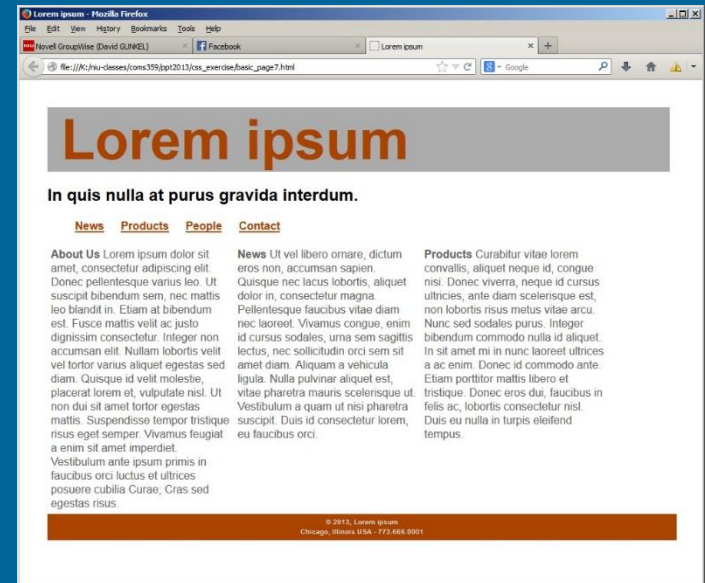 Lorem ipsum - Mozilla Firefox
File Edit View History Bookmarks Tools Help
NIU Novell GroupWise (David GUNKEL) × Facebook × Lorem ipsum × +
file:///K:/niu-classes/coms359/ppt2013/css_exercise/basic_page7.html Google
Lorem ipsum
In quis nulla at purus gravida interdum.
News Products People Contact
About Us Lorem ipsum dolor sit
amet, consectetur adipiscing elit.
Donec pellentesque varius leo. Ut
suscipit bibendum sem, nec mattis
leo blandit in. Etiam at bibendum
est. Fusce mattis velit ac justo
dignissim consectetur. Integer non
accumsan elit. Nullam lobortis velit
vel tortor varius aliquet egestas sed
diam. Quisque id velit molestie,
placerat lorem et, vulputate nisl. Ut
non dui sit amet tortor egestas
mattis. Suspendisse tempor tristique
risus eget semper. Vivamus feugiat
a enim sit amet imperdiet.
Vestibulum ante ipsum primis in
faucibus orci luctus et ultrices
posuere cubilia Curae; Cras sed
egestas risus.
News Ut vel libero ornare, dictum
eros non, accumsan sapien.
Quisque nec lacus lobortis, aliquet
dolor in, consectetur magna.
Pellentesque faucibus vitae diam
nec laoreet. Vivamus congue, enim
id cursus sodales, urna sem sagittis
lectus, nec sollicitudin orci sem sit
amet diam. Aliquam a vehicula
ligula. Nulla pulvinar aliquet est,
vitae pharetra mauris scelerisque ut.
Vestibulum a quam ut nisi pharetra
suscipit. Duis id consectetur lorem,
eu faucibus orci.
Products Curabitur vitae lorem
convallis, aliquet neque id, congue
nisi. Donec viverra, neque id cursus
ultricies, ante diam scelerisque est,
non lobortis risus metus vitae arcu.
Nunc sed sodales purus. Integer
bibendum commodo nulla id aliquet.
In sit amet mi in nunc laoreet ultrices
a ac enim. Donec id commodo ante.
Etiam porttitor mattis libero et
tristique. Donec eros dui, faucibus in
felis ac, lobortis consectetur nisl.
Duis eu nulla in turpis eleifend
tempus.
© 2013, Lorem ipsum
Chicago, Illinois USA - 773.666.9001